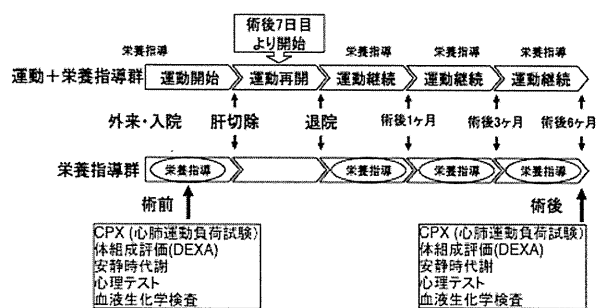 術後7日目
より開始
栄養指導 栄養指導 栄養指導 栄養指導
運動＋栄養指導群 運動開始 運動再開 運動継続 運動継続 運動継続
外来・入院 肝切除 退院 術後1ヶ月 術後3ヶ月 術後6ヶ月
栄養指導群 栄養指導 栄養指導 栄養指導 栄養指導
術前 術後
CPX (心肺運動負荷試験)
体組成評価(DEXA)
安静時代謝
心理テスト
血液生化学検査
CPX (心肺運動負荷試験)
体組成評価(DEXA)
安静時代謝
心理テスト
血液生化学検査